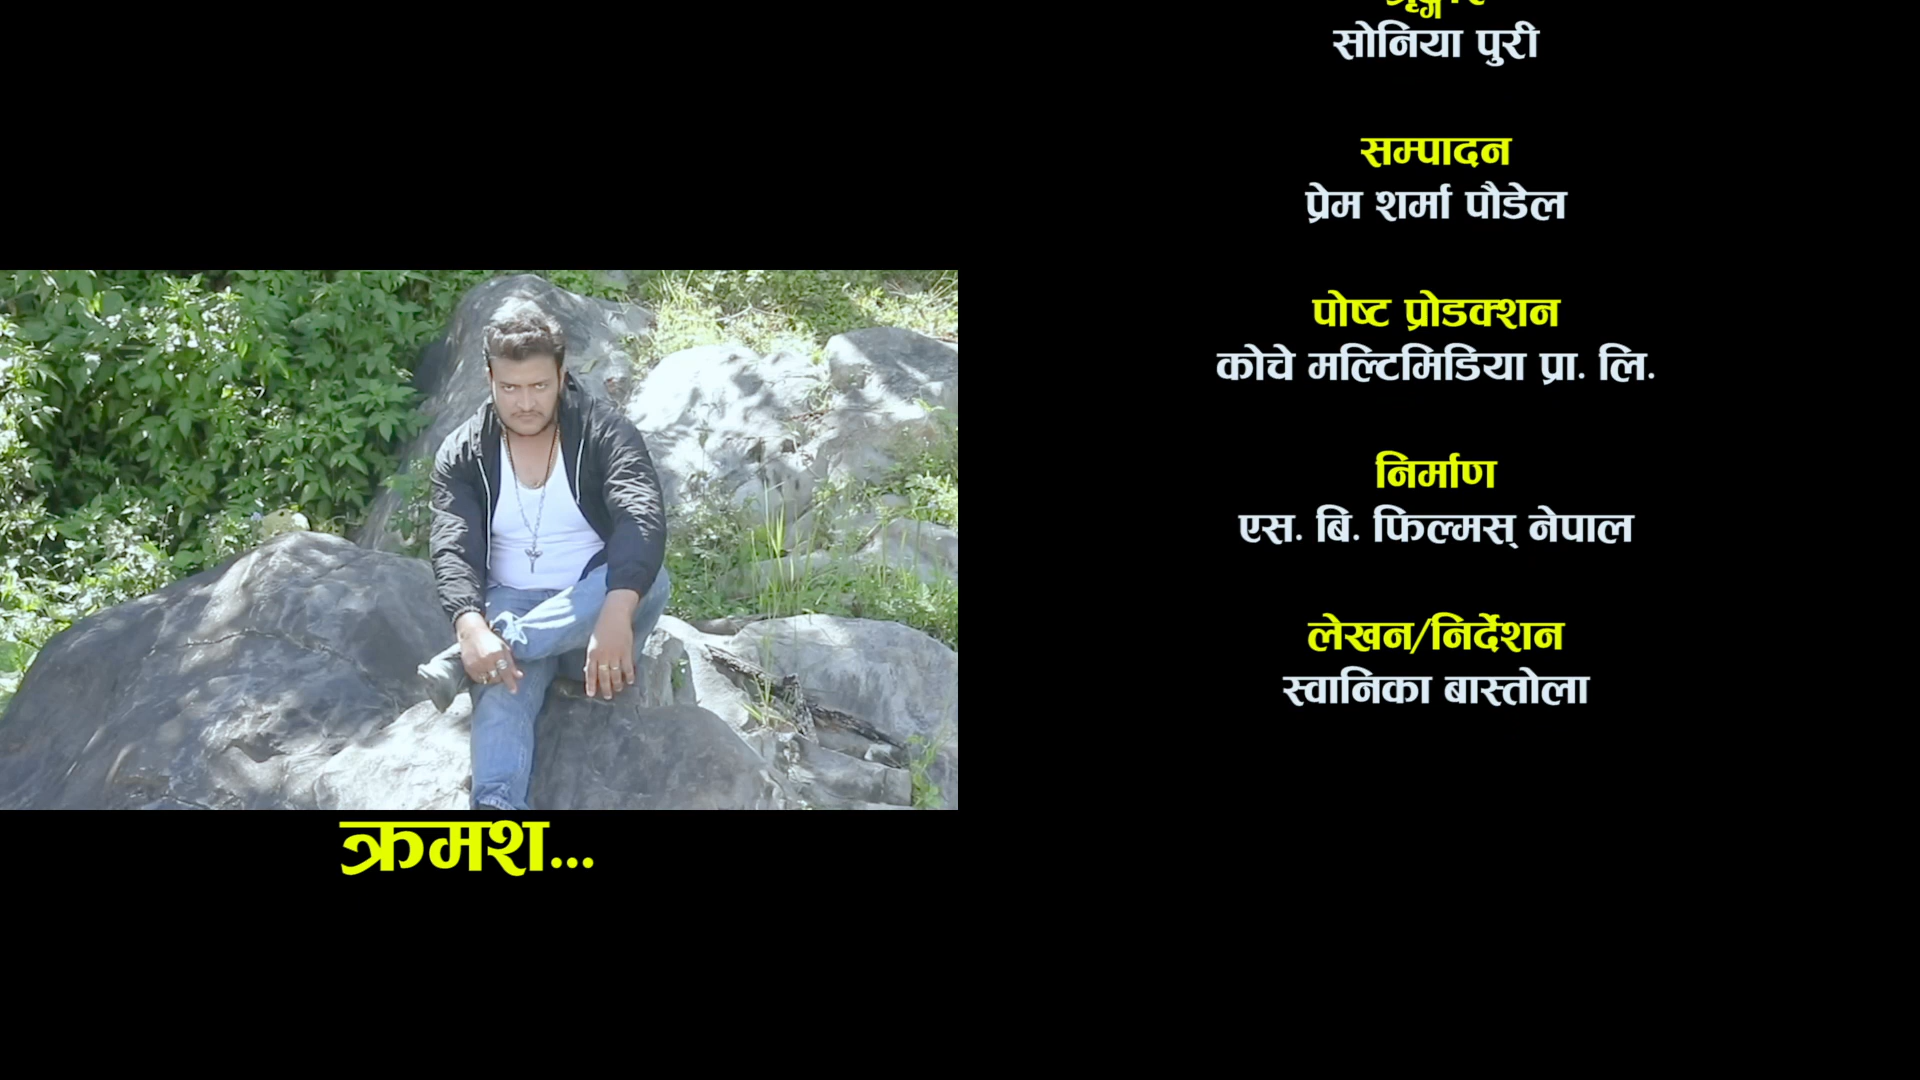 सोनिया पुरी
सम्पादन
प्रेम शर्मा पौडेल
पोष्ट प्रोडक्शन
कोचे मल्टिमिडिया प्रा. लि.
निर्माण
एस. बि. फिल्मस् नेपाल
लेखन/निर्देशन
स्वानिका बास्तोला
क्रमश...